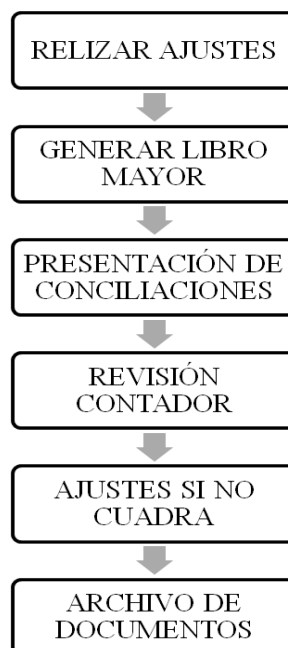 RELIZAR AJUSTES
GENERAR LIBRO
MAYOR
PRESENTACIÓN DE
CONCILIACIONES
REVISIÓN
CONTADOR
AJUSTES SI NO
CUADRA
ARCHIVO DE
DOCUMENTOS